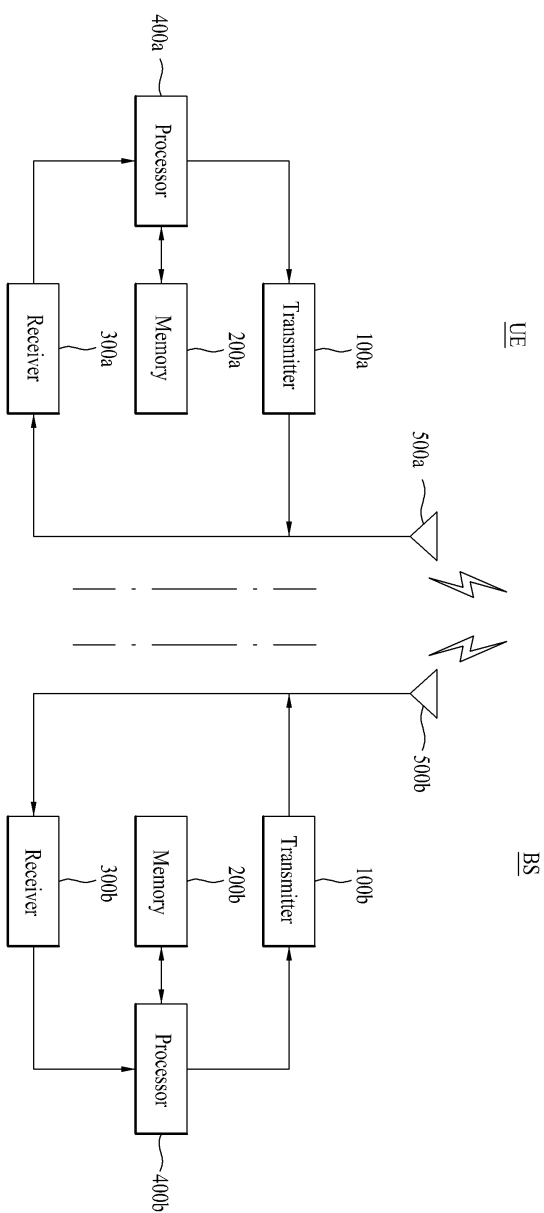 UE
BS
500a
500b
100a
Transmitter
100b
Transmitter
400a
Processor
200a
Memory
200b
Memory
Processor
400b
300a
Receiver
300b
Receiver